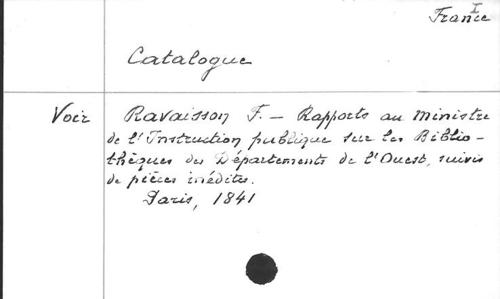 I
France
Catalogue
Voir Ravaisson F. — Rapports au Ministre
de l'Instruction publique sur les Biblio-
thèques des Départements de l'Ouest, suivis
de pièces inédites.
Paris, 1841